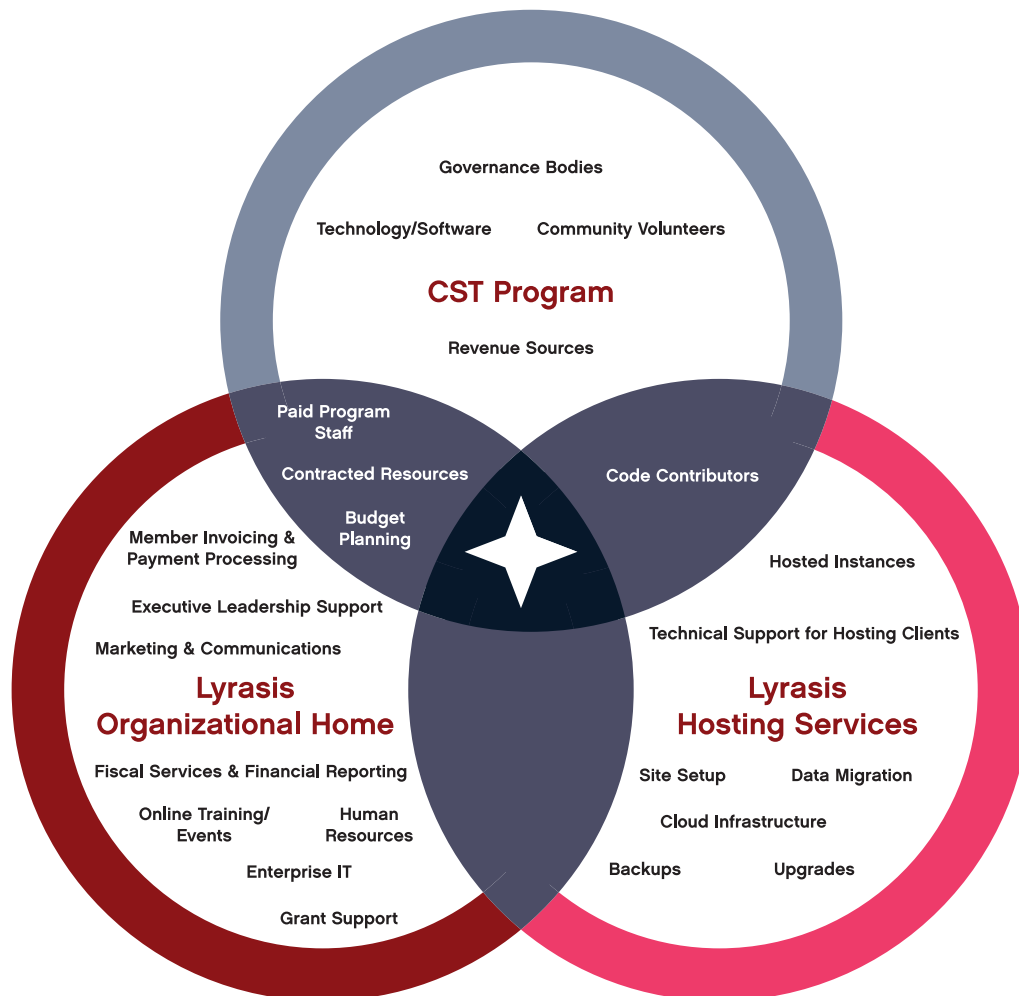 Governance Bodies
Technology/Software
Community Volunteers
CST Program
Revenue Sources
Paid Program
Staff
Contracted Resources
Budget
Planning
Code Contributors
Member Invoicing &
Payment Processing
Executive Leadership Support
Marketing & Communications
Lyrasis
Organizational Home
Fiscal Services & Financial Reporting
Online Training/
Events
Human
Resources
Enterprise IT
Grant Support
Hosted Instances
Technical Support for Hosting Clients
Lyrasis
Hosting Services
Site Setup
Data Migration
Cloud Infrastructure
Backups
Upgrades